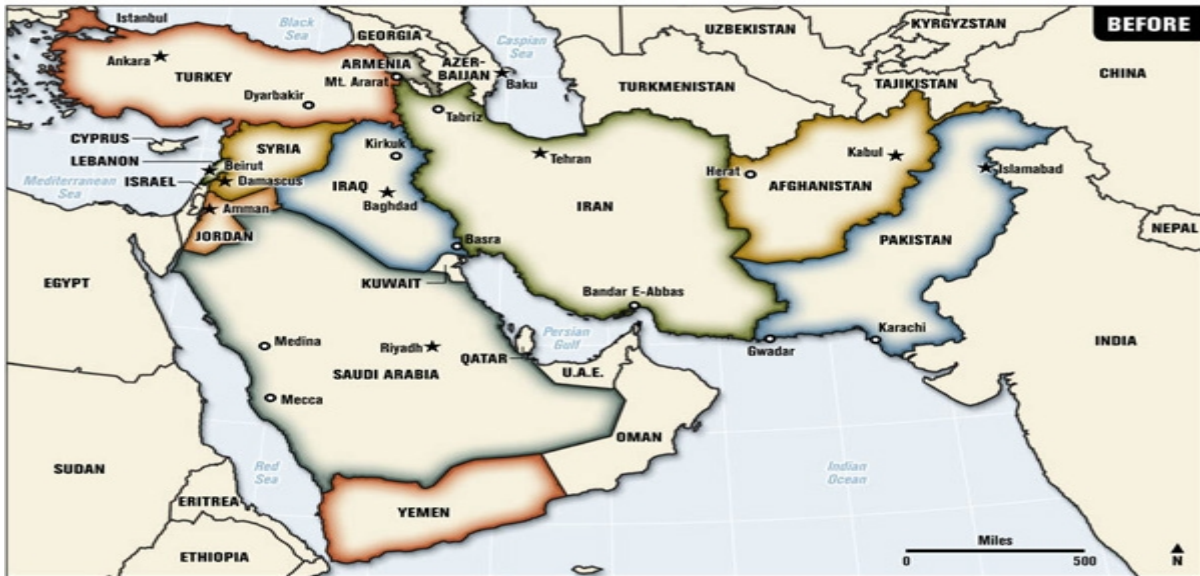 BEFORE
Istanbul
Black
Sea
GEORGIA
Caspian
Sea
UZBEKISTAN
KYRGYZSTAN
Ankara
TURKEY
ARMENIA
Mt. Ararat
AZER-
BAIJAN
Baku
TURKMENISTAN
TAJIKISTAN
CHINA
Dyarbakir
Tabriz
CYPRUS
LEBANON
SYRIA
Kirkuk
Tehran
Herat
Kabul
Islamabad
Beirut
Mediterranean
Sea
ISRAEL
Damascus
IRAQ
Baghdad
AFGHANISTAN
Amman
JORDAN
IRAN
NEPAL
Basra
PAKISTAN
EGYPT
KUWAIT
Bandar E-Abbas
Persian
Gulf
Karachi
Gwadar
INDIA
Medina
Riyadh
QATAR
SAUDI ARABIA
U.A.E.
Mecca
OMAN
SUDAN
Red
Sea
Indian
Ocean
ERITREA
YEMEN
ETHIOPIA
Miles
0 500
N